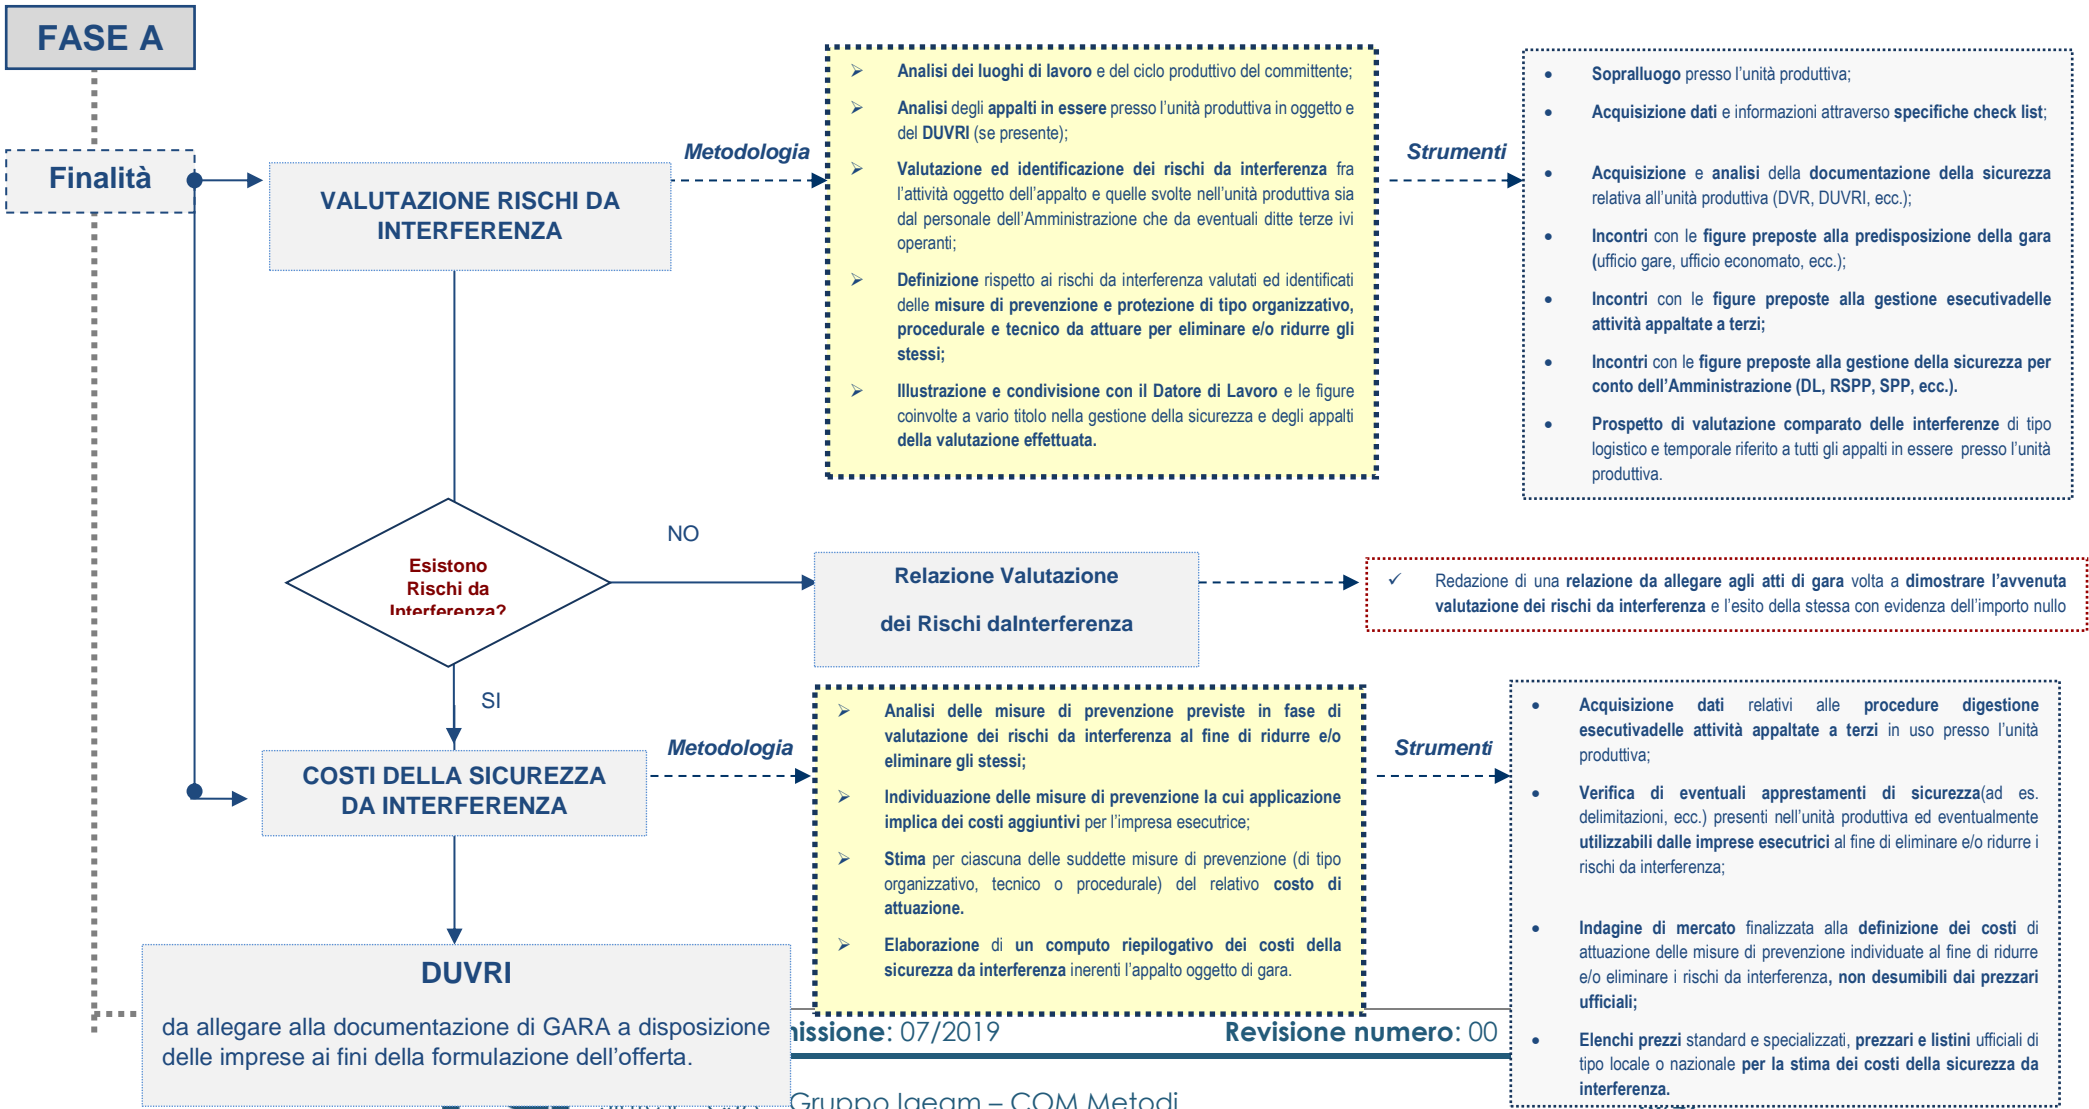 FASE A
Finalità
VALUTAZIONE RISCHI DA
INTERFERENZA
Metodologia
➢ Analisi dei luoghi di lavoro e del ciclo produttivo del committente;
➢ Analisi degli appalti in essere presso l’unità produttiva in oggetto e
del DUVRI (se presente);
➢ Valutazione ed identificazione dei rischi da interferenza fra
l’attività oggetto dell’appalto e quelle svolte nell’unità produttiva sia
dal personale dell’Amministrazione che da eventuali ditte terze ivi
operanti;
➢ Definizione rispetto ai rischi da interferenza valutati ed identificati
delle misure di prevenzione e protezione di tipo organizzativo,
procedurale e tecnico da attuare per eliminare e/o ridurre gli
stessi;
➢ Illustrazione e condivisione con il Datore di Lavoro e le figure
coinvolte a vario titolo nella gestione della sicurezza e degli appalti
della valutazione effettuata.
Strumenti
• Sopralluogo presso l’unità produttiva;
• Acquisizione dati e informazioni attraverso specifiche check list;
• Acquisizione e analisi della documentazione della sicurezza
relativa all’unità produttiva (DVR, DUVRI, ecc.);
• Incontri con le figure preposte alla predisposizione della gara
(ufficio gare, ufficio economato, ecc.);
• Incontri con le figure preposte alla gestione esecutivadelle
attività appaltate a terzi;
• Incontri con le figure preposte alla gestione della sicurezza per
conto dell’Amministrazione (DL, RSPP, SPP, ecc.).
• Prospetto di valutazione comparato delle interferenze di tipo
logistico e temporale riferito a tutti gli appalti in essere presso l’unità
produttiva.
Esistono
Rischi da
Interferenza?
NO
Relazione Valutazione
dei Rischi daInterferenza
✓ Redazione di una relazione da allegare agli atti di gara volta a dimostrare l’avvenuta
valutazione dei rischi da interferenza e l’esito della stessa con evidenza dell’importo nullo
SI
COSTI DELLA SICUREZZA
DA INTERFERENZA
Metodologia
➢ Analisi delle misure di prevenzione previste in fase di
valutazione dei rischi da interferenza al fine di ridurre e/o
eliminare gli stessi;
➢ Individuazione delle misure di prevenzione la cui applicazione
implica dei costi aggiuntivi per l’impresa esecutrice;
➢ Stima per ciascuna delle suddette misure di prevenzione (di tipo
organizzativo, tecnico o procedurale) del relativo costo di
attuazione.
➢ Elaborazione di un computo riepilogativo dei costi della
sicurezza da interferenza inerenti l’appalto oggetto di gara.
Strumenti
• Acquisizione dati relativi alle procedure digestione
esecutivadelle attività appaltate a terzi in uso presso l’unità
produttiva;
• Verifica di eventuali apprestamenti di sicurezza(ad es.
delimitazioni, ecc.) presenti nell’unità produttiva ed eventualmente
utilizzabili dalle imprese esecutrici al fine di eliminare e/o ridurre i
rischi da interferenza;
• Indagine di mercato finalizzata alla definizione dei costi di
attuazione delle misure di prevenzione individuate al fine di ridurre
e/o eliminare i rischi da interferenza, non desumibili dai prezzari
ufficiali;
• Elenchi prezzi standard e specializzati, prezzari e listini ufficiali di
tipo locale o nazionale per la stima dei costi della sicurezza da
interferenza.
DUVRI
da allegare alla documentazione di GARA a disposizione
delle imprese ai fini della formulazione dell’offerta.
missione: 07/2019 Revisione numero: 00
Gruppo Igeam – COM Metodi